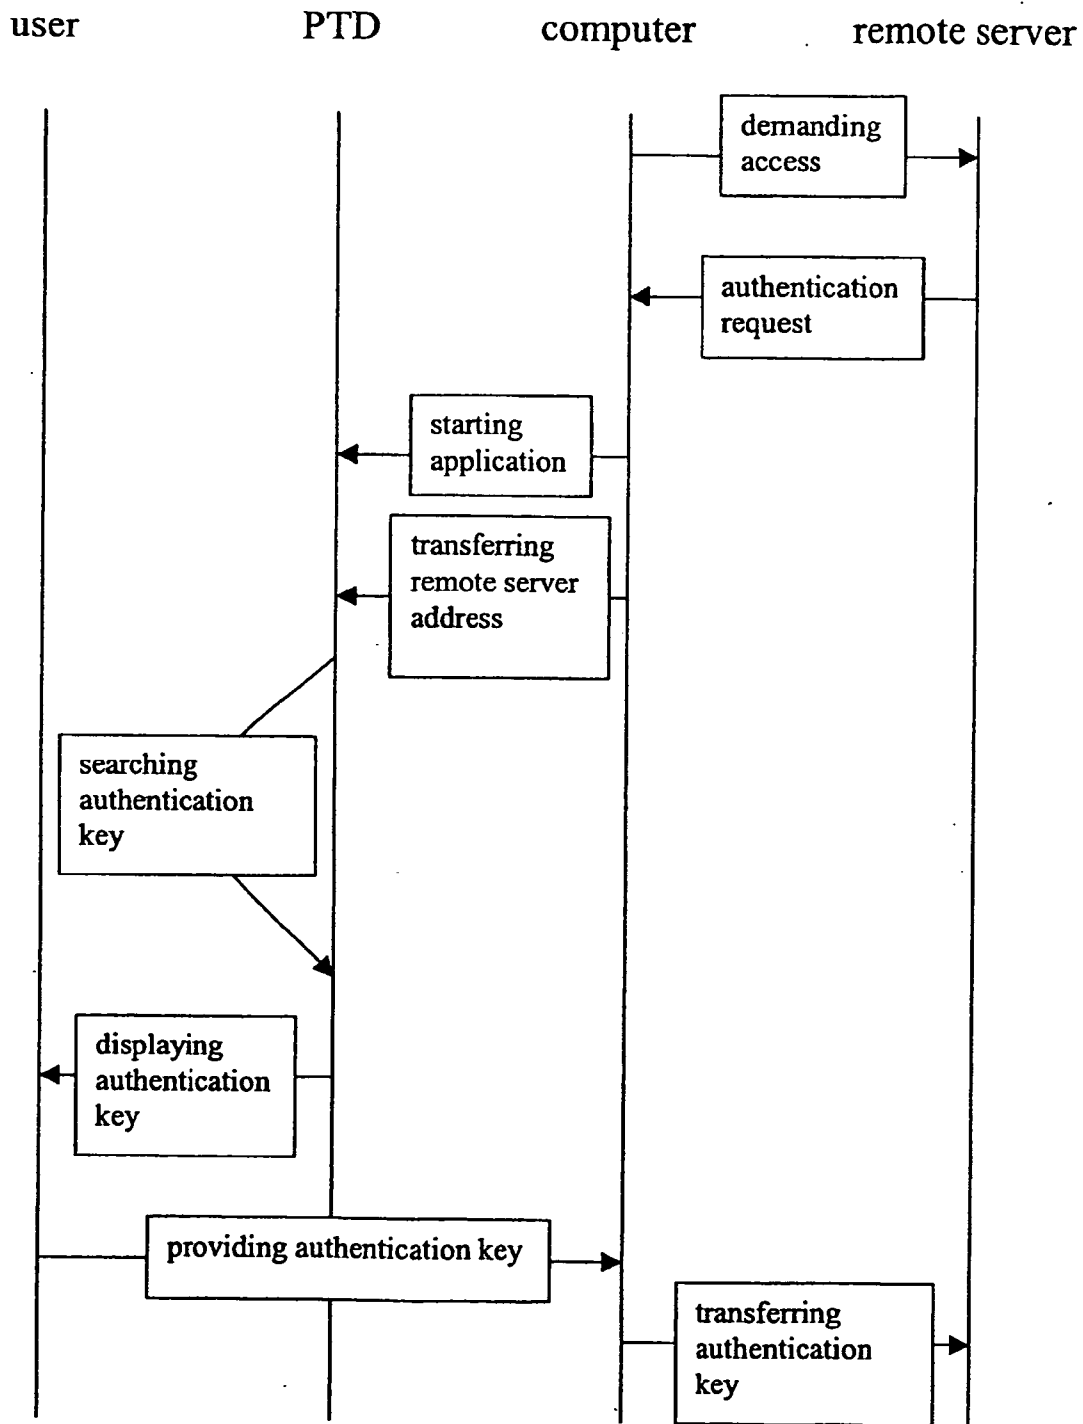 user PTD computer remote server
demanding
access
authentication
request
starting
application
transferring
remote server
address
searching
authentication
key
displaying
authentication
key
providing authentication key
transferring
authentication
key